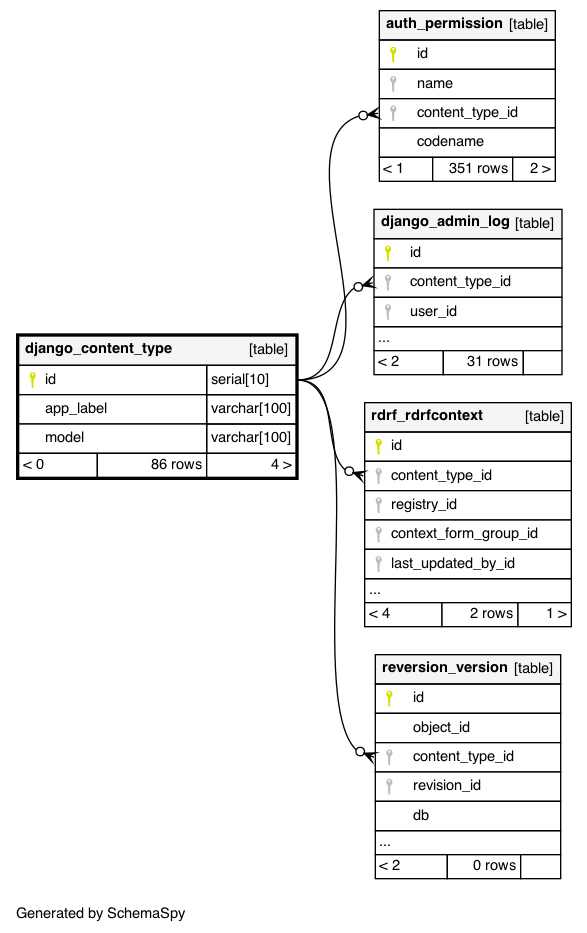 auth_permission [table]
id
name
content_type_id
codename
< 1 351 rows 2 >
django_admin_log [table]
id
content_type_id
user_id
...
< 2 31 rows
django_content_type [table]
id serial[10]
app_label varchar[100]
model varchar[100]
< 0 86 rows 4 >
rdrf_rdrfcontext [table]
id
content_type_id
registry_id
context_form_group_id
last_updated_by_id
...
< 4 2 rows 1 >
reversion_version [table]
id
object_id
content_type_id
revision_id
db
...
< 2 0 rows
Generated by SchemaSpy